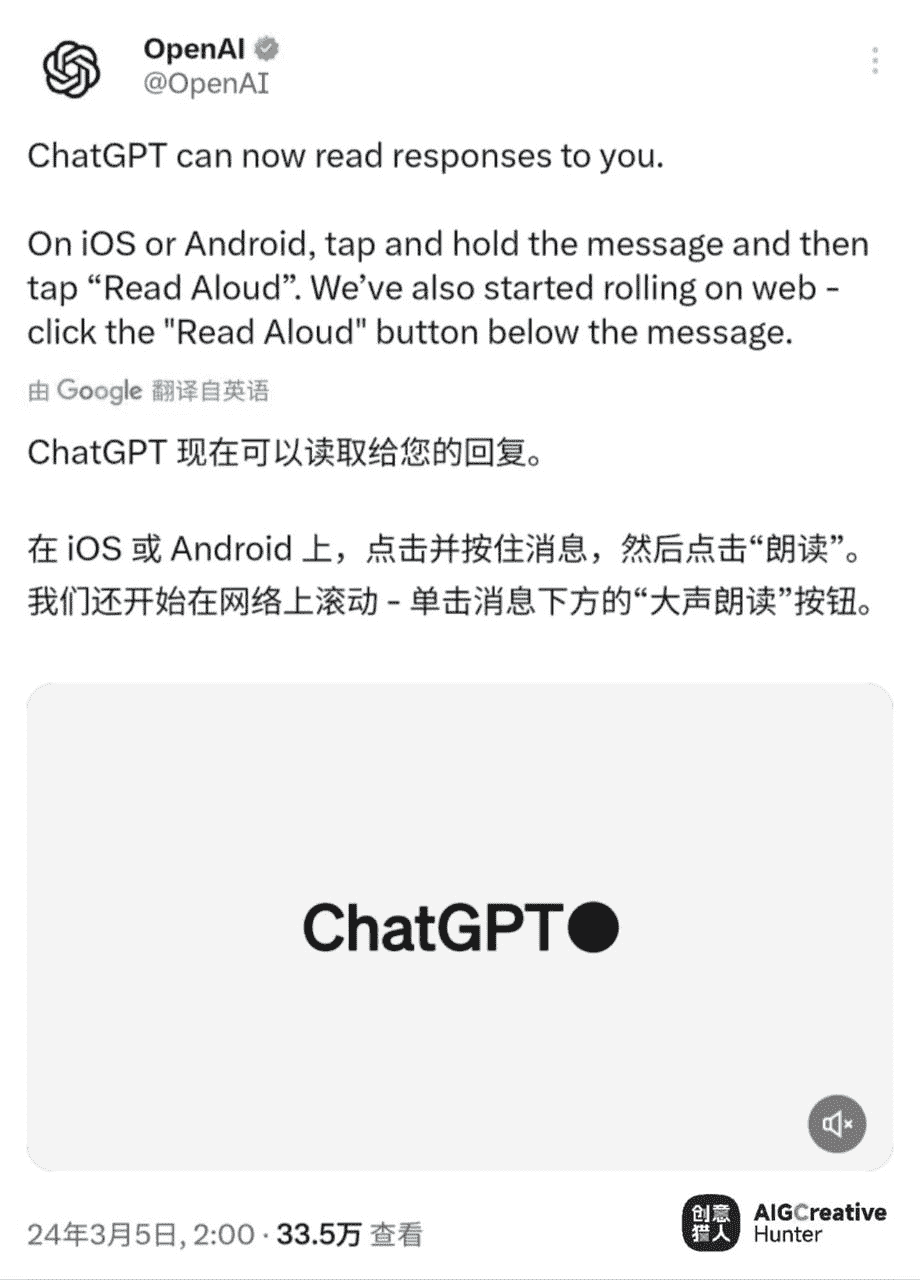 OpenAI
@OpenAI
ChatGPT can now read responses to you.
On iOS or Android, tap and hold the message and then
tap “Read Aloud”. We’ve also started rolling on web -
click the "Read Aloud" button below the message.
由 Google 翻译自英语
ChatGPT 现在可以读取给您的回复。
在 iOS 或 Android 上，点击并按住消息，然后点击“朗读”。
我们还开始在网络上滚动 - 单击消息下方的“大声朗读”按钮。
ChatGPT
24年3月5日, 2:00 · 33.5万 查看
创意
猎人
AIGCreative
Hunter